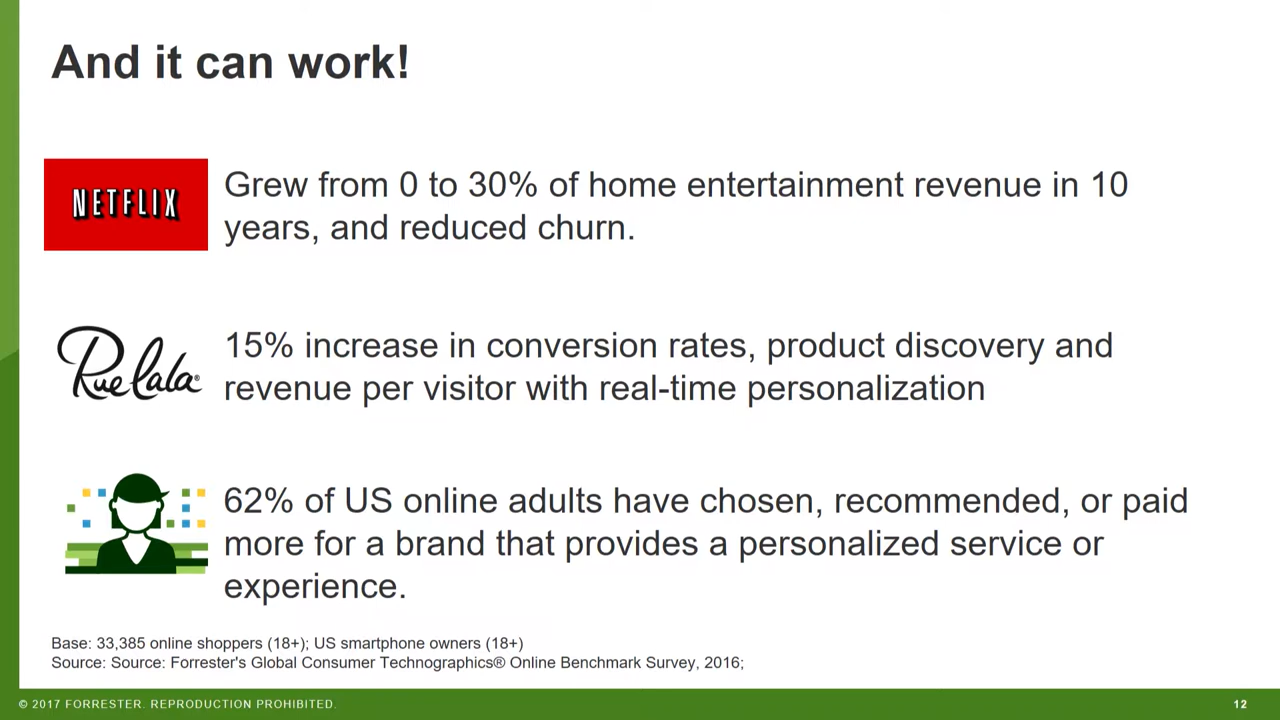 And it can work!
NETFLIX
Grew from 0 to 30% of home entertainment revenue in 10
years, and reduced churn.
RueLaLa®
15% increase in conversion rates, product discovery and
revenue per visitor with real-time personalization
62% of US online adults have chosen, recommended, or paid
more for a brand that provides a personalized service or
experience.
Base: 33,385 online shoppers (18+); US smartphone owners (18+)
Source: Source: Forrester's Global Consumer Technographics® Online Benchmark Survey, 2016;
© 2017 FORRESTER. REPRODUCTION PROHIBITED.
12